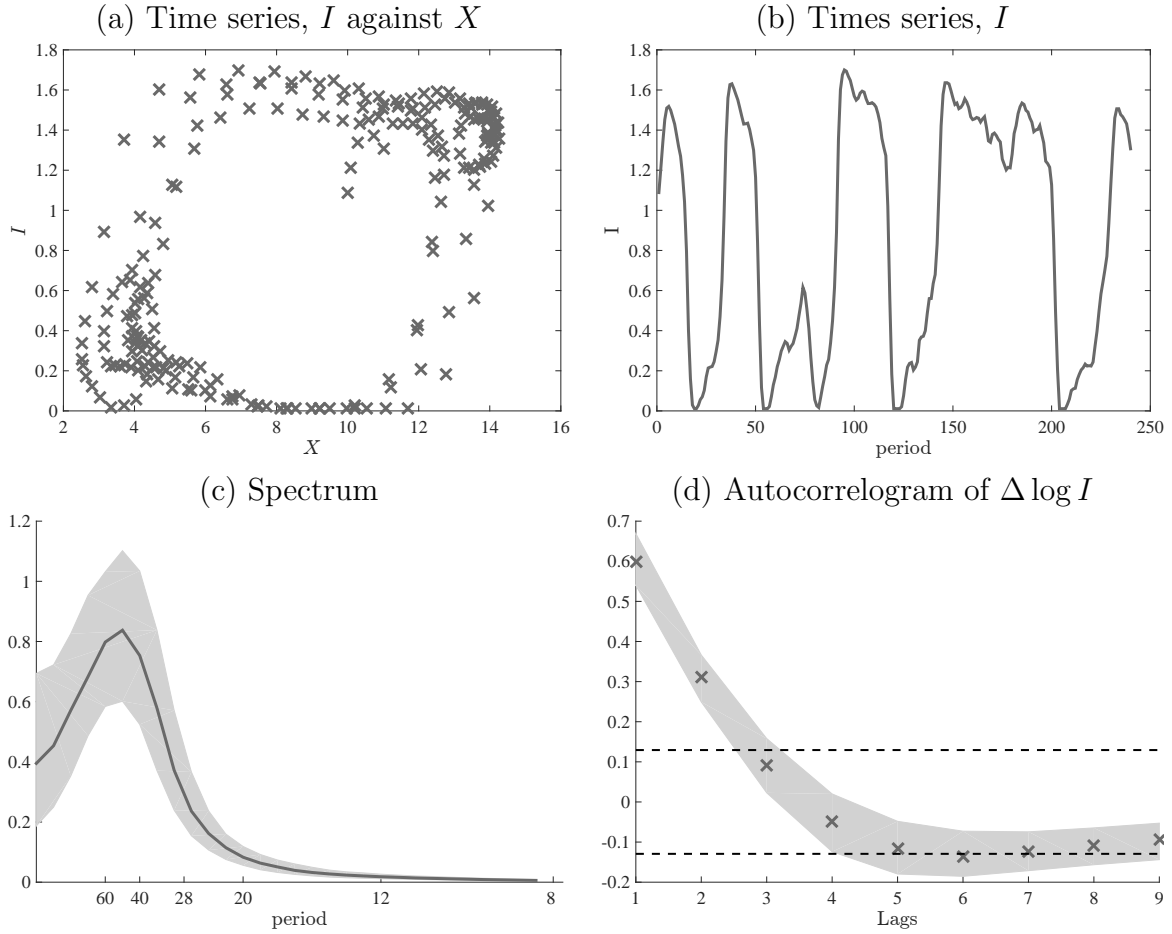 (a) Time series, I against X
1.8
1.6
1.4
1.2
1
0.8
0.6
0.4
0.2
0
I
2 4 6 8 10 12 14 16
X
(b) Times series, I
1.8
1.6
1.4
1.2
1
0.8
0.6
0.4
0.2
0
I
0 50 100 150 200 250
period
(c) Spectrum
1.2
1
0.8
0.6
0.4
0.2
0
60 40 28 20 12 8
period
(d) Autocorrelogram of Δ log I
0.7
0.6
0.5
0.4
0.3
0.2
0.1
0
-0.1
-0.2
1 2 3 4 5 6 7 8 9
Lags